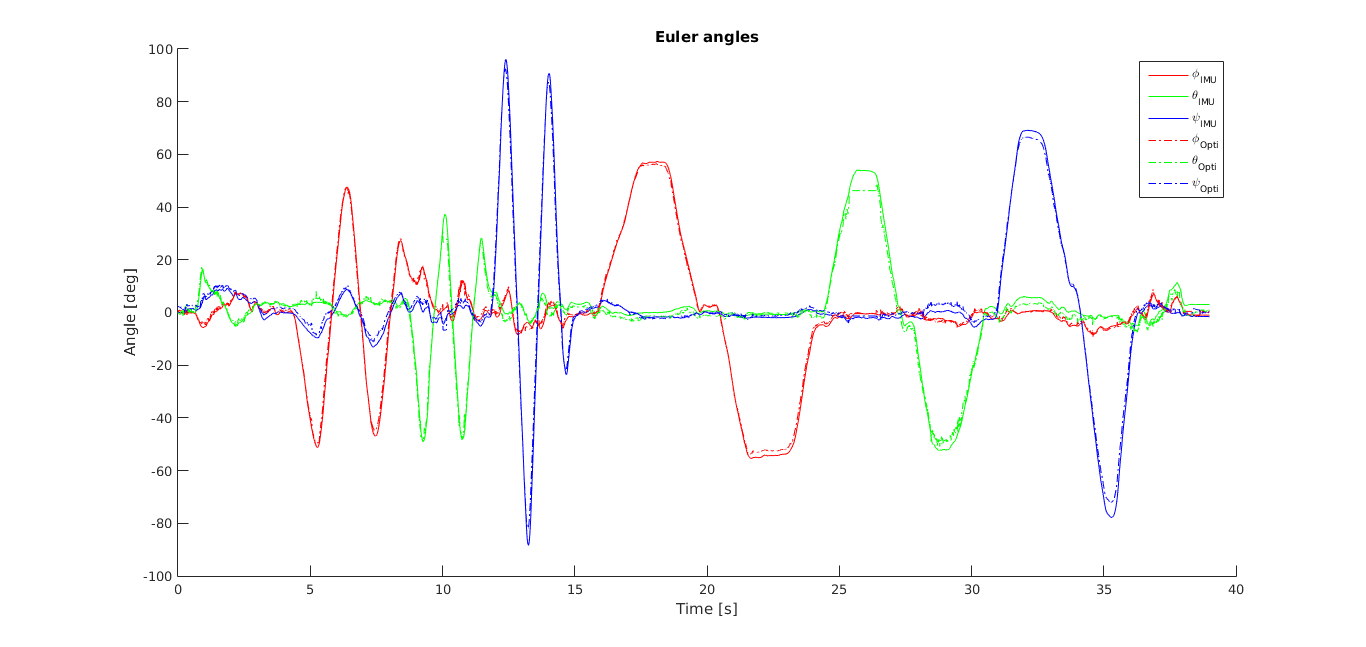 Euler angles
100
80
60
40
20
0
-20
-40
-60
-80
-100
Angle [deg]
0 5 10 15 20 25 30 35 40
Time [s]
ϕIMU
θIMU
ψIMU
ϕOpti
θOpti
ψOpti